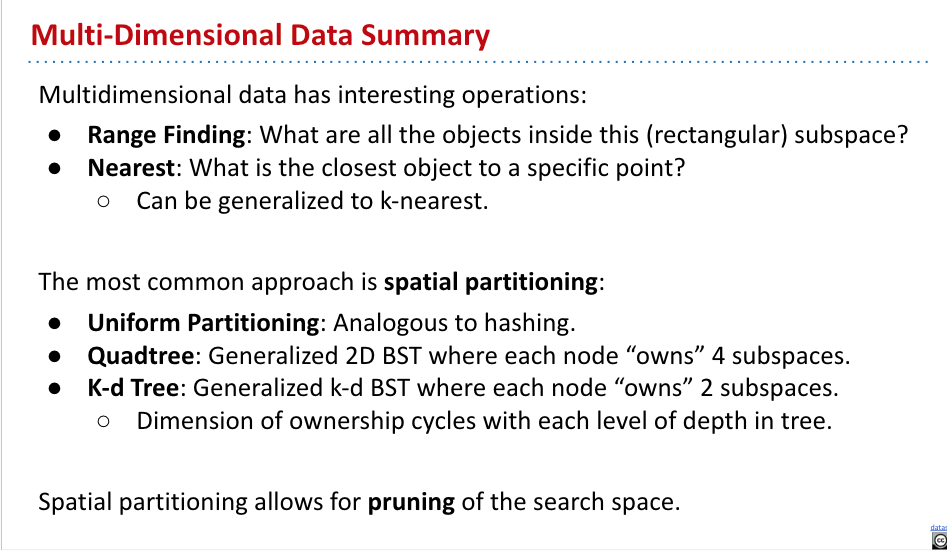 Multi-Dimensional Data Summary
Multidimensional data has interesting operations:
● Range Finding: What are all the objects inside this (rectangular) subspace?
● Nearest: What is the closest object to a specific point?
○ Can be generalized to k-nearest.
The most common approach is spatial partitioning:
● Uniform Partitioning: Analogous to hashing.
● Quadtree: Generalized 2D BST where each node “owns” 4 subspaces.
● K-d Tree: Generalized k-d BST where each node “owns” 2 subspaces.
○ Dimension of ownership cycles with each level of depth in tree.
Spatial partitioning allows for pruning of the search space.
datas
cc